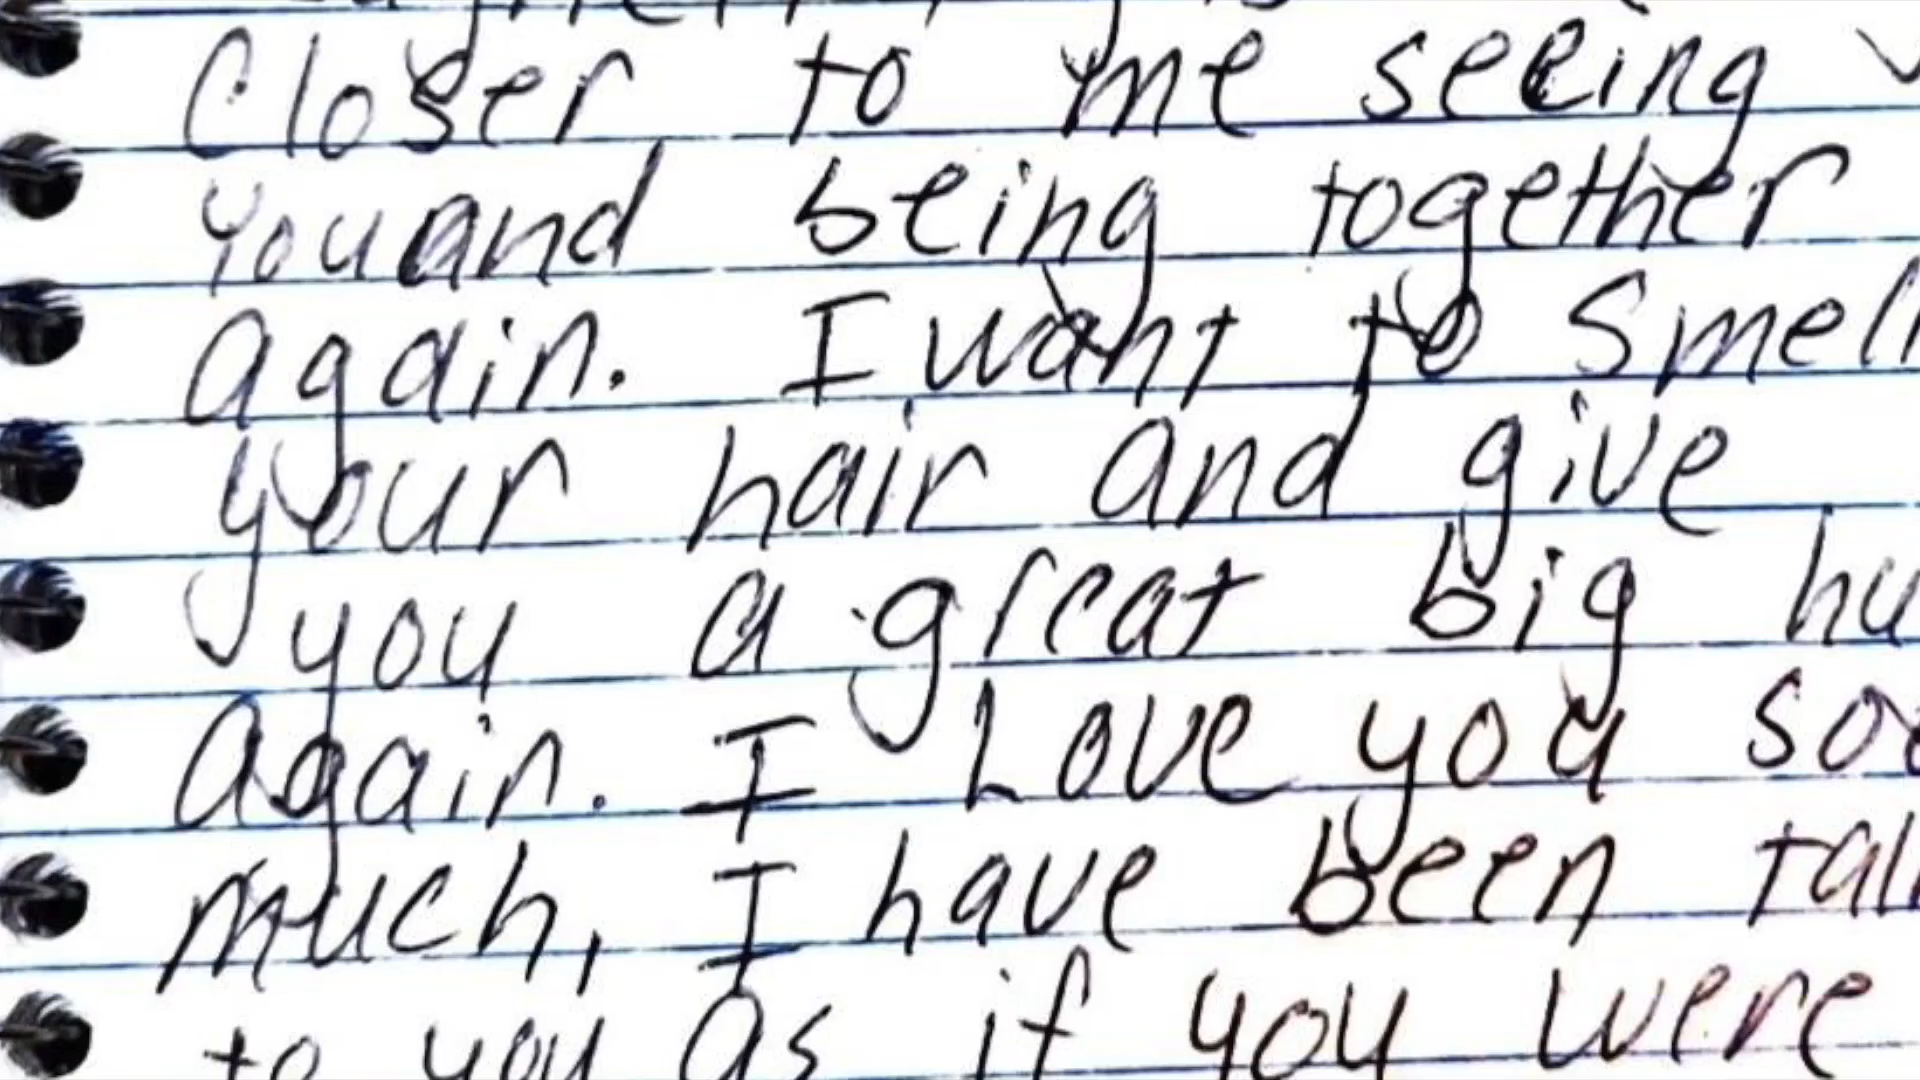 Closer to me seeing
you and being together
again. I want to smell
your hair and give
you a great big
again. I Love you
much, I have been
to you as if you were